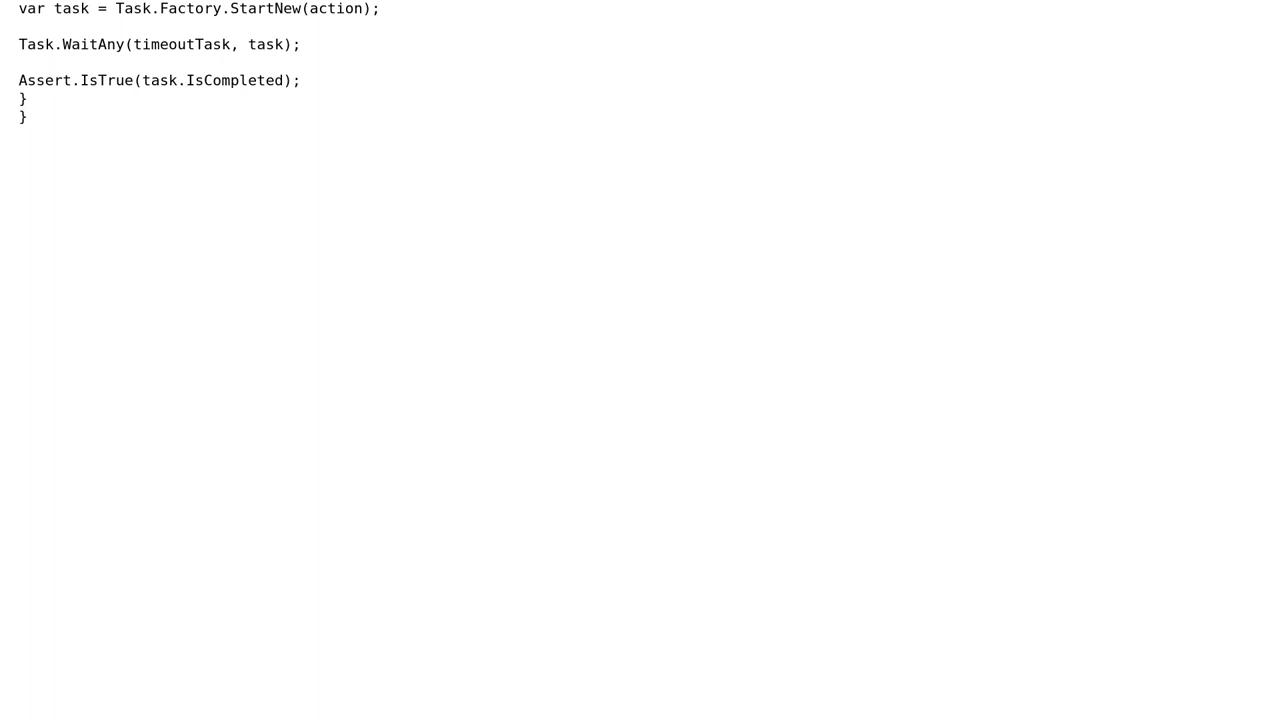 var task = Task.Factory.StartNew(action);
Task.WaitAny(timeoutTask, task);
Assert.IsTrue(task.IsCompleted);
}
}